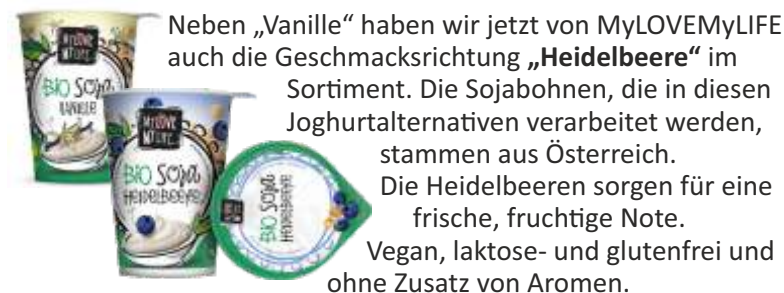 Neben „Vanille“ haben wir jetzt von MyLOVEMyLIFE
auch die Geschmacksrichtung „Heidelbeere“ im
Sortiment. Die Sojabohnen, die in diesen
Joghurtalternativen verarbeitet werden,
stammen aus Österreich.
Die Heidelbeeren sorgen für eine
frische, fruchtige Note.
Vegan, laktose- und glutenfrei und
ohne Zusatz von Aromen.
BIO SOJA
VANILLE
BIO SOJA
HEIDELBEERE
BIO SOJA
HEIDELBEERE